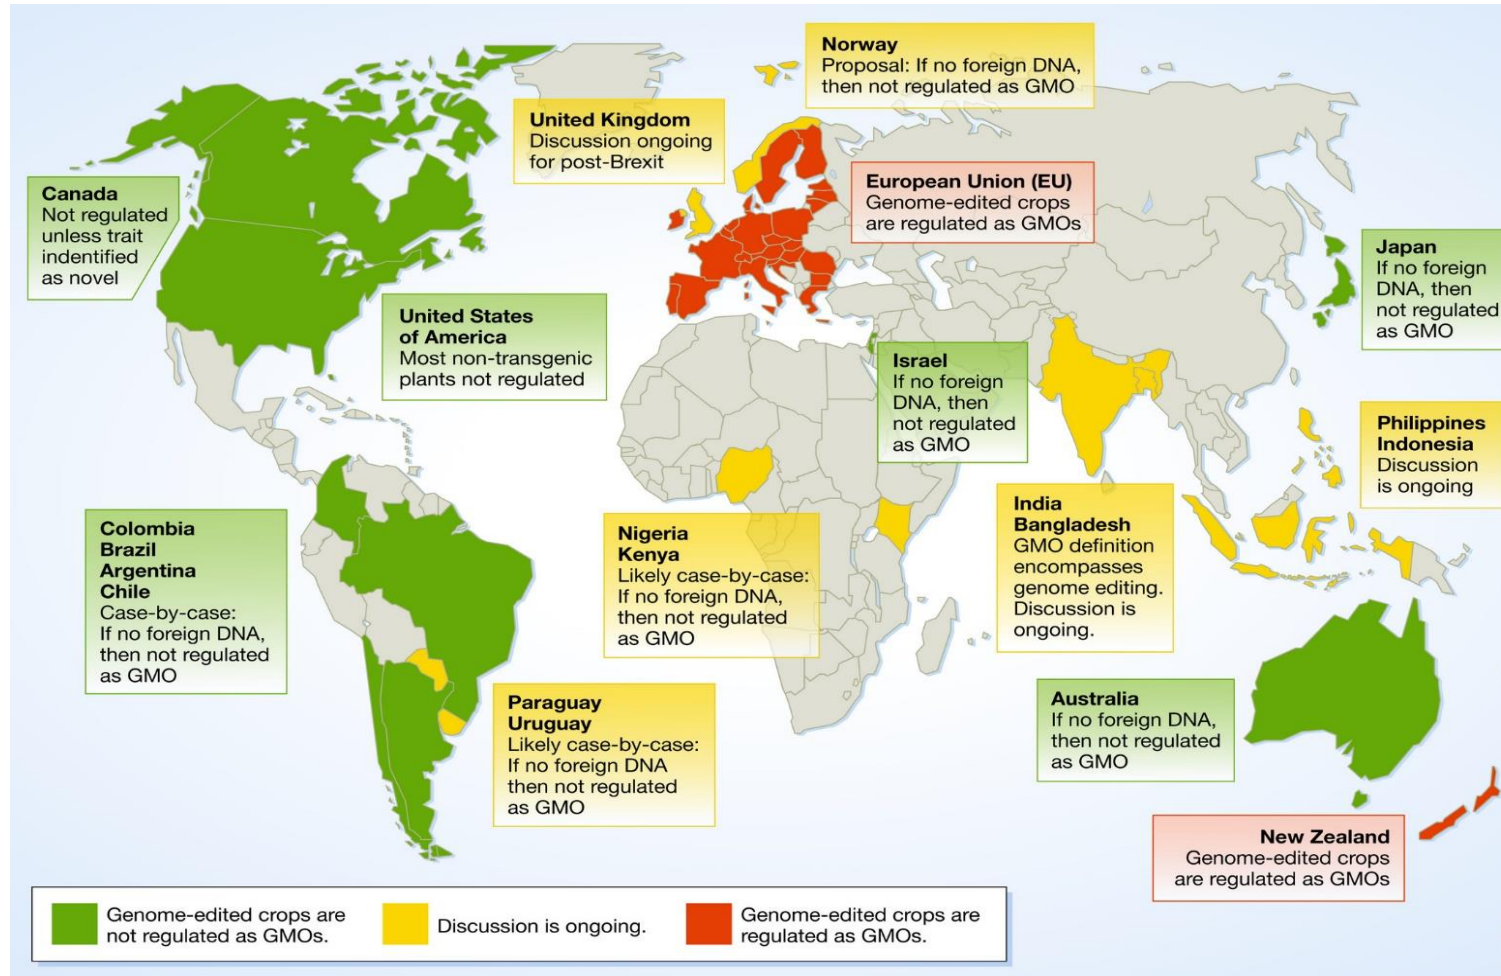 Norway
Proposal: If no foreign DNA,
then not regulated as GMO
United Kingdom
Discussion ongoing
for post-Brexit
European Union (EU)
Genome-edited crops
are regulated as GMOs
Canada
Not regulated
unless trait
indentified
as novel
United States
of America
Most non-transgenic
plants not regulated
Japan
If no foreign
DNA, then
not regulated
as GMO
Israel
If no foreign
DNA, then
not regulated
as GMO
Philippines
Indonesia
Discussion
is ongoing
Colombia
Brazil
Argentina
Chile
Case-by-case:
If no foreign DNA,
then not regulated
as GMO
Nigeria
Kenya
Likely case-by-case:
If no foreign DNA,
then not regulated
as GMO
India
Bangladesh
GMO definition
encompasses
genome editing.
Discussion is
ongoing.
Paraguay
Uruguay
Likely case-by-case:
If no foreign DNA
then not regulated
as GMO
Australia
If no foreign DNA,
then not regulated
as GMO
New Zealand
Genome-edited crops
are regulated as GMOs
Genome-edited crops are
not regulated as GMOs.
Discussion is ongoing.
Genome-edited crops are
regulated as GMOs.